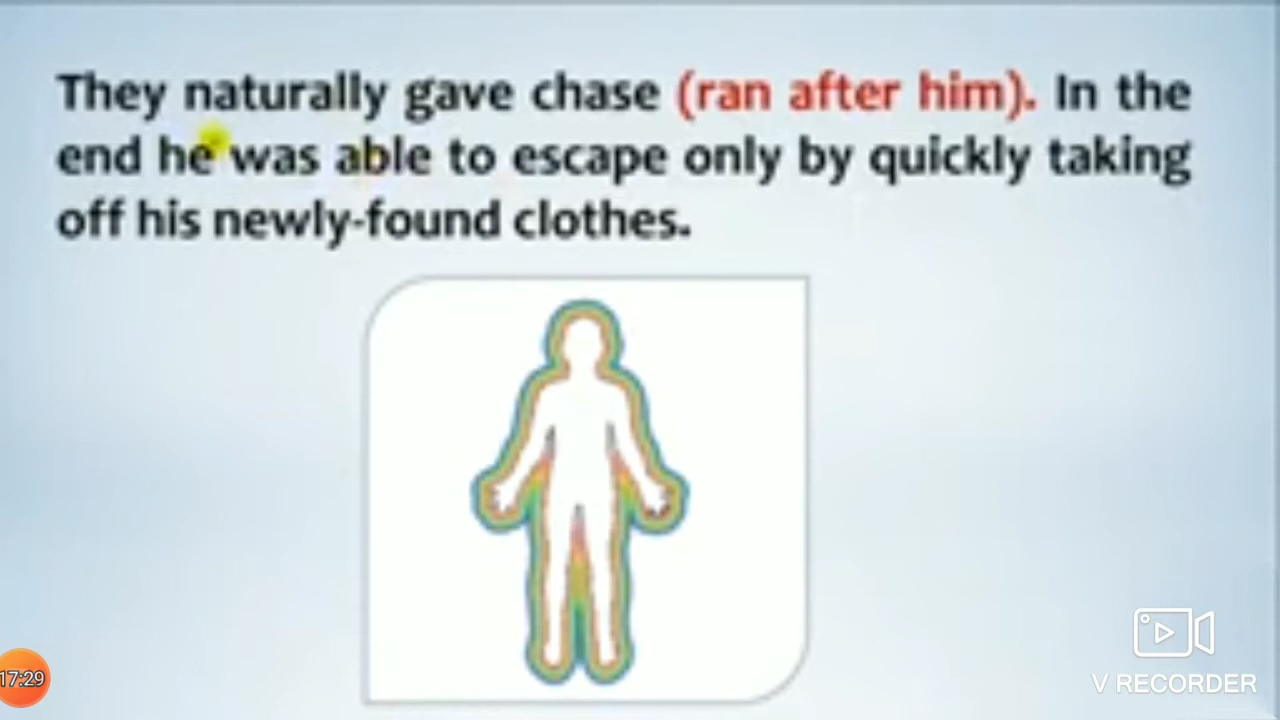 They naturally gave chase (ran after him). In the
end he was able to escape only by quickly taking
off his newly-found clothes.
17:29
V RECORDER